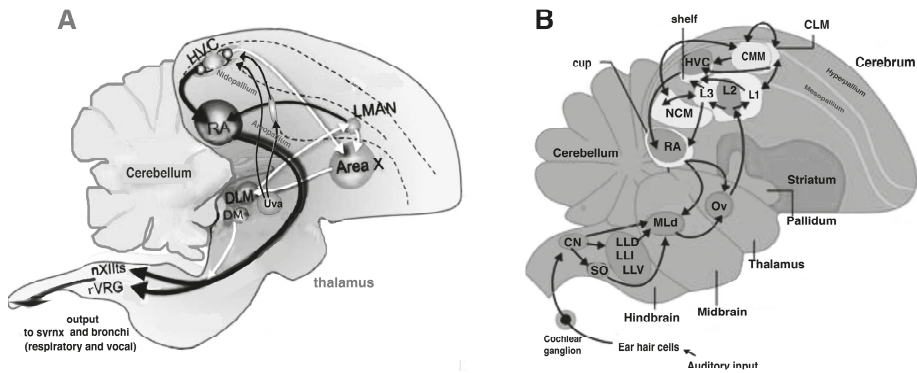 A
HVC
Nidopallium
LMAN
RA
Arcopallium
Area X
Cerebellum
DLM
Uva
DM
nXIIts
rVRG
thalamus
output
to syrnx and bronchi
(respiratory and vocal)
B
shelf
CLM
cup
HVC
CMM
Cerebrum
Hyperpallium
Mesopallium
L3
L2
L1
NCM
RA
Cerebellum
Striatum
Ov
Pallidum
MLd
CN
LLD
LLI
LLV
SO
Thalamus
Midbrain
Hindbrain
Cochlear
ganglion
Ear hair cells
Auditory input